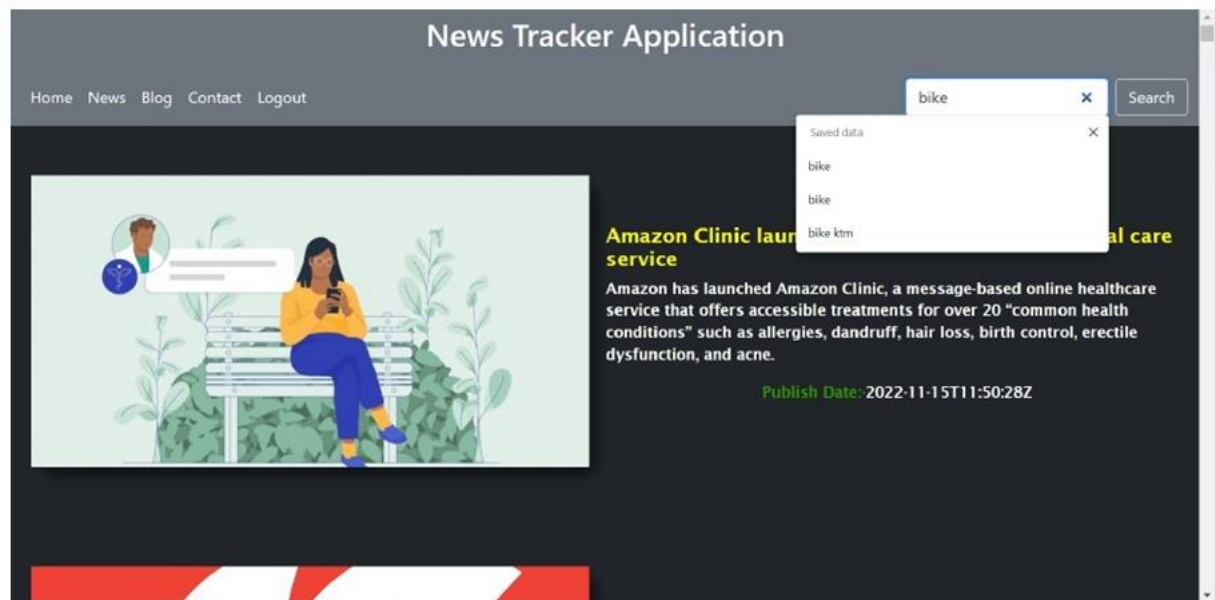 News Tracker Application
Home News Blog Contact Logout
bike
Search
Saved data
bike
bike
bike ktm
Amazon Clinic laun al care
service
Amazon has launched Amazon Clinic, a message-based online healthcare
service that offers accessible treatments for over 20 “common health
conditions” such as allergies, dandruff, hair loss, birth control, erectile
dysfunction, and acne.
Publish Date:-2022-11-15T11:50:28Z